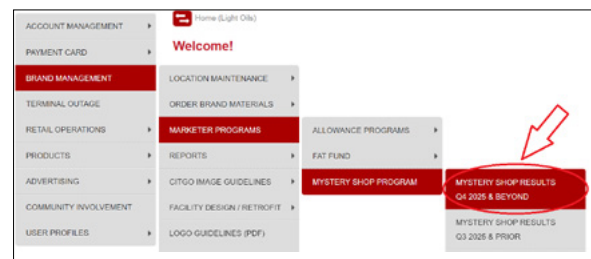 Home (Light Oils)
Welcome!
ACCOUNT MANAGEMENT
PAYMENT CARD
BRAND MANAGEMENT
TERMINAL OUTAGE
RETAIL OPERATIONS
PRODUCTS
ADVERTISING
COMMUNITY INVOLVEMENT
USER PROFILES
LOCATION MAINTENANCE
ORDER BRAND MATERIALS
MARKETER PROGRAMS
REPORTS
CITGO IMAGE GUIDELINES
FACILITY DESIGN / RETROFIT
LOGO GUIDELINES (PDF)
ALLOWANCE PROGRAMS
FAT FUND
MYSTERY SHOP PROGRAM
MYSTERY SHOP RESULTS
Q4 2025 & BEYOND
MYSTERY SHOP RESULTS
Q3 2025 & PRIOR